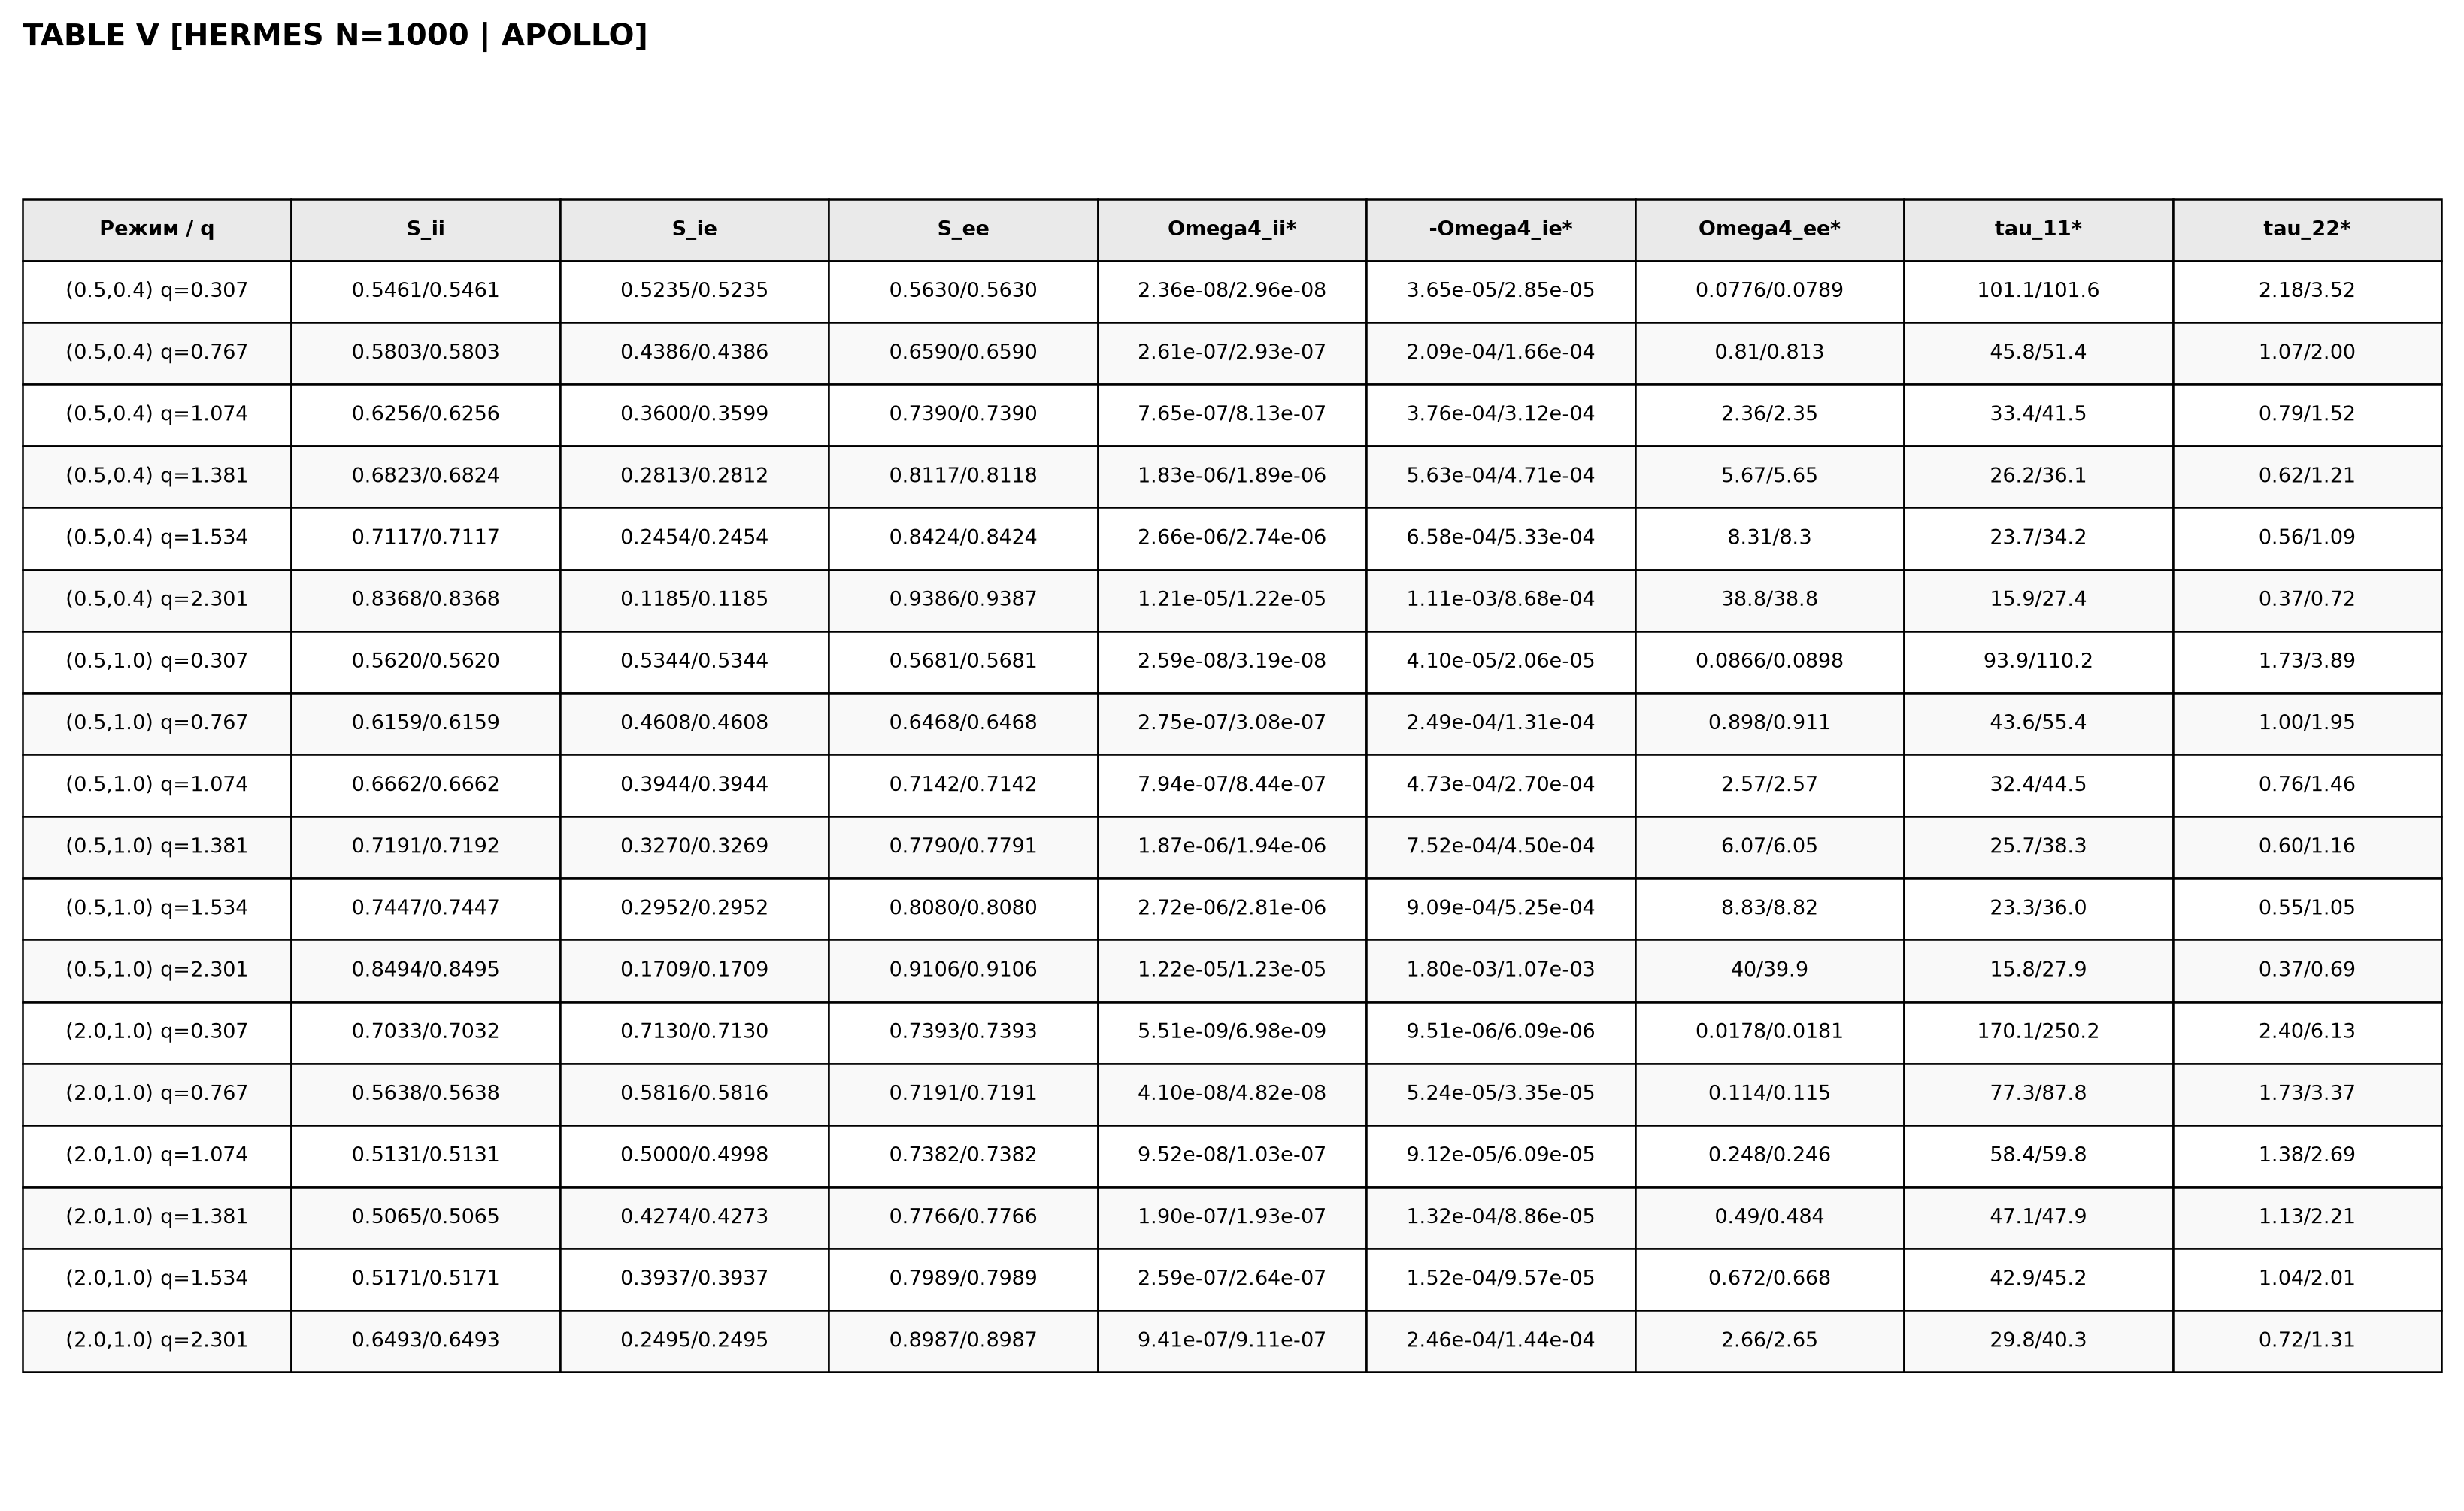 TABLE V [HERMES N=1000 | APOLLO]
Режим / q S_ii S_ie S_ee Omega4_ii* -Omega4_ie* Omega4_ee* tau_11* tau_22*
(0.5,0.4) q=0.307 0.5461/0.5461 0.5235/0.5235 0.5630/0.5630 2.36e-08/2.96e-08 3.65e-05/2.85e-05 0.0776/0.0789 101.1/101.6 2.18/3.52
(0.5,0.4) q=0.767 0.5803/0.5803 0.4386/0.4386 0.6590/0.6590 2.61e-07/2.93e-07 2.09e-04/1.66e-04 0.81/0.813 45.8/51.4 1.07/2.00
(0.5,0.4) q=1.074 0.6256/0.6256 0.3600/0.3599 0.7390/0.7390 7.65e-07/8.13e-07 3.76e-04/3.12e-04 2.36/2.35 33.4/41.5 0.79/1.52
(0.5,0.4) q=1.381 0.6823/0.6824 0.2813/0.2812 0.8117/0.8118 1.83e-06/1.89e-06 5.63e-04/4.71e-04 5.67/5.65 26.2/36.1 0.62/1.21
(0.5,0.4) q=1.534 0.7117/0.7117 0.2454/0.2454 0.8424/0.8424 2.66e-06/2.74e-06 6.58e-04/5.33e-04 8.31/8.3 23.7/34.2 0.56/1.09
(0.5,0.4) q=2.301 0.8368/0.8368 0.1185/0.1185 0.9386/0.9387 1.21e-05/1.22e-05 1.11e-03/8.68e-04 38.8/38.8 15.9/27.4 0.37/0.72
(0.5,1.0) q=0.307 0.5620/0.5620 0.5344/0.5344 0.5681/0.5681 2.59e-08/3.19e-08 4.10e-05/2.06e-05 0.0866/0.0898 93.9/110.2 1.73/3.89
(0.5,1.0) q=0.767 0.6159/0.6159 0.4608/0.4608 0.6468/0.6468 2.75e-07/3.08e-07 2.49e-04/1.31e-04 0.898/0.911 43.6/55.4 1.00/1.95
(0.5,1.0) q=1.074 0.6662/0.6662 0.3944/0.3944 0.7142/0.7142 7.94e-07/8.44e-07 4.73e-04/2.70e-04 2.57/2.57 32.4/44.5 0.76/1.46
(0.5,1.0) q=1.381 0.7191/0.7192 0.3270/0.3269 0.7790/0.7791 1.87e-06/1.94e-06 7.52e-04/4.50e-04 6.07/6.05 25.7/38.3 0.60/1.16
(0.5,1.0) q=1.534 0.7447/0.7447 0.2952/0.2952 0.8080/0.8080 2.72e-06/2.81e-06 9.09e-04/5.25e-04 8.83/8.82 23.3/36.0 0.55/1.05
(0.5,1.0) q=2.301 0.8494/0.8495 0.1709/0.1709 0.9106/0.9106 1.22e-05/1.23e-05 1.80e-03/1.07e-03 40/39.9 15.8/27.9 0.37/0.69
(2.0,1.0) q=0.307 0.7033/0.7032 0.7130/0.7130 0.7393/0.7393 5.51e-09/6.98e-09 9.51e-06/6.09e-06 0.0178/0.0181 170.1/250.2 2.40/6.13
(2.0,1.0) q=0.767 0.5638/0.5638 0.5816/0.5816 0.7191/0.7191 4.10e-08/4.82e-08 5.24e-05/3.35e-05 0.114/0.115 77.3/87.8 1.73/3.37
(2.0,1.0) q=1.074 0.5131/0.5131 0.5000/0.4998 0.7382/0.7382 9.52e-08/1.03e-07 9.12e-05/6.09e-05 0.248/0.246 58.4/59.8 1.38/2.69
(2.0,1.0) q=1.381 0.5065/0.5065 0.4274/0.4273 0.7766/0.7766 1.90e-07/1.93e-07 1.32e-04/8.86e-05 0.49/0.484 47.1/47.9 1.13/2.21
(2.0,1.0) q=1.534 0.5171/0.5171 0.3937/0.3937 0.7989/0.7989 2.59e-07/2.64e-07 1.52e-04/9.57e-05 0.672/0.668 42.9/45.2 1.04/2.01
(2.0,1.0) q=2.301 0.6493/0.6493 0.2495/0.2495 0.8987/0.8987 9.41e-07/9.11e-07 2.46e-04/1.44e-04 2.66/2.65 29.8/40.3 0.72/1.31